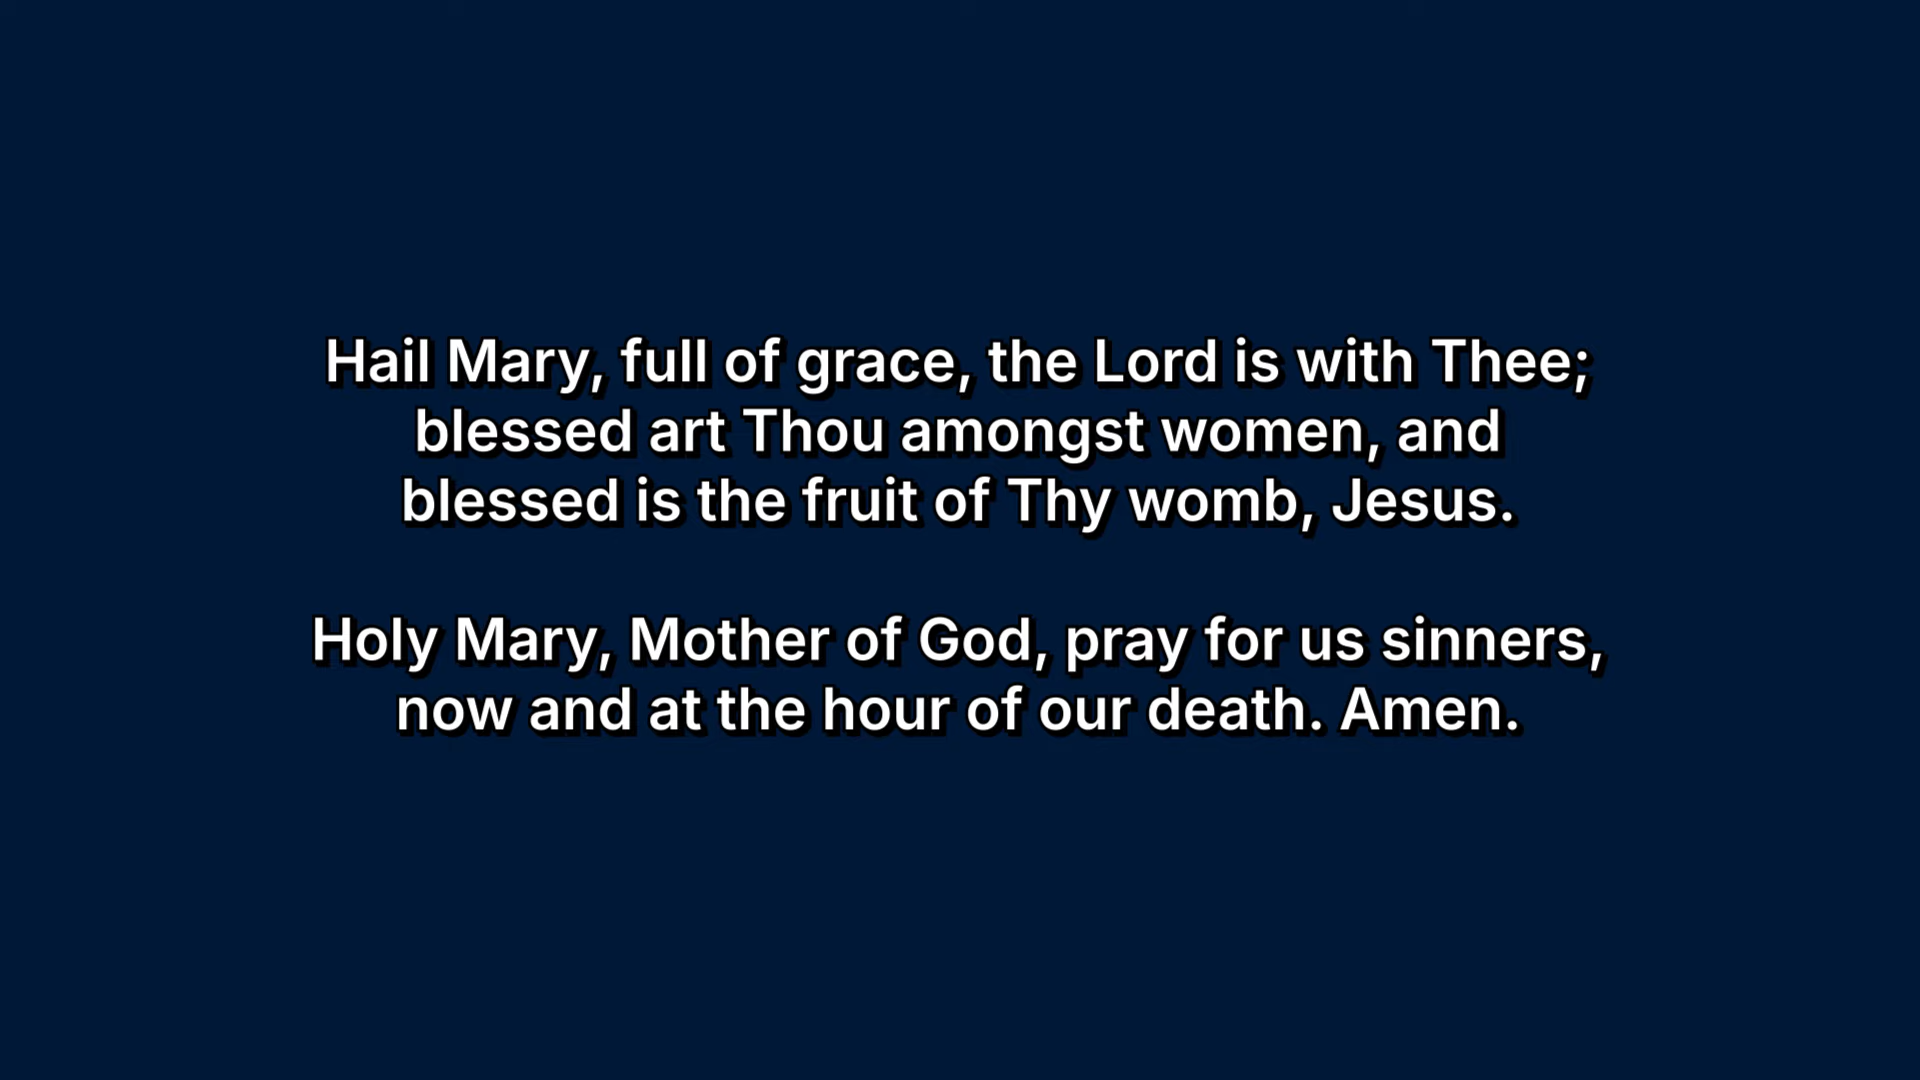 Hail Mary, full of grace, the Lord is with Thee;
blessed art Thou amongst women, and
blessed is the fruit of Thy womb, Jesus.
Holy Mary, Mother of God, pray for us sinners,
now and at the hour of our death. Amen.